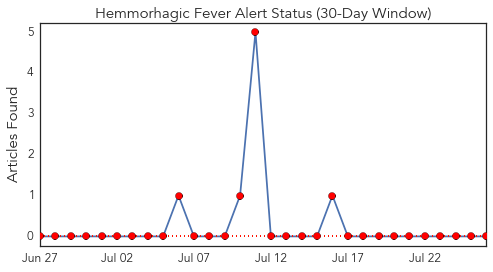 Hemmorhagic Fever Alert Status (30-Day Window)
Articles Found
5
4
3
2
1
0
Jun 27 Jul 02 Jul 07 Jul 12 Jul 17 Jul 22